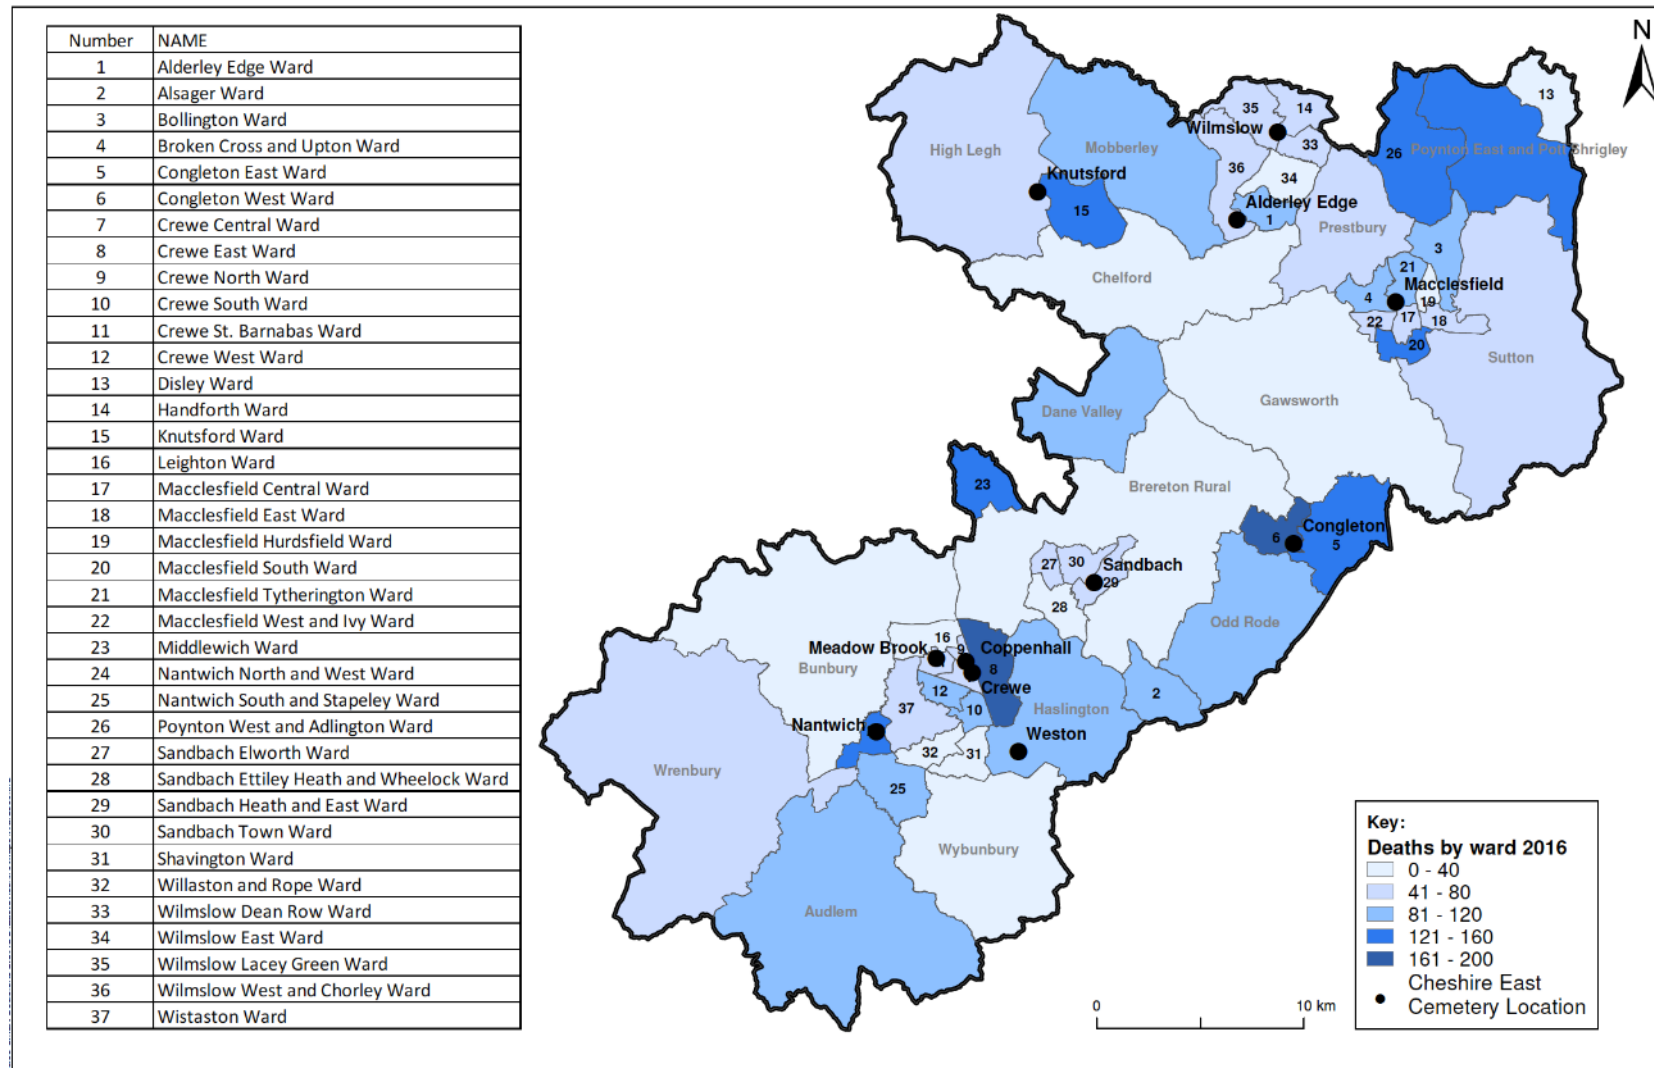 Number NAME
1 Alderley Edge Ward
2 Alsager Ward
3 Bollington Ward
4 Broken Cross and Upton Ward
5 Congleton East Ward
6 Congleton West Ward
7 Crewe Central Ward
8 Crewe East Ward
9 Crewe North Ward
10 Crewe South Ward
11 Crewe St. Barnabas Ward
12 Crewe West Ward
13 Disley Ward
14 Handforth Ward
15 Knutsford Ward
16 Leighton Ward
17 Macclesfield Central Ward
18 Macclesfield East Ward
19 Macclesfield Hurdsfield Ward
20 Macclesfield South Ward
21 Macclesfield Tytherington Ward
22 Macclesfield West and Ivy Ward
23 Middlewich Ward
24 Nantwich North and West Ward
25 Nantwich South and Stapeley Ward
26 Poynton West and Adlington Ward
27 Sandbach Elworth Ward
28 Sandbach Ettiley Heath and Wheelock Ward
29 Sandbach Heath and East Ward
30 Sandbach Town Ward
31 Shavington Ward
32 Willaston and Rope Ward
33 Wilmslow Dean Row Ward
34 Wilmslow East Ward
35 Wilmslow Lacey Green Ward
36 Wilmslow West and Chorley Ward
37 Wistaston Ward
N
13
35
14
Wilmslow
High Legh
Mobberley
33
26
Poynton East and Pott Shrigley
36
Knutsford
34
15
Alderley Edge
1
Prestbury
3
Chelford
21
Macclesfield
4
19
22
17
18
20
Sutton
Gawsworth
Dane Valley
23
Brereton Rural
Congleton
6
5
27
30
Sandbach
29
28
Odd Rode
16
9
Meadow Brook
Coppenhall
Bunbury
8
Crewe
12
2
37
10
Haslington
Nantwich
Weston
32
31
Wrenbury
25
Wybunbury
Audlem
Key:
Deaths by ward 2016
0 - 40
41 - 80
81 - 120
121 - 160
161 - 200
Cheshire East
Cemetery Location
0 10 km